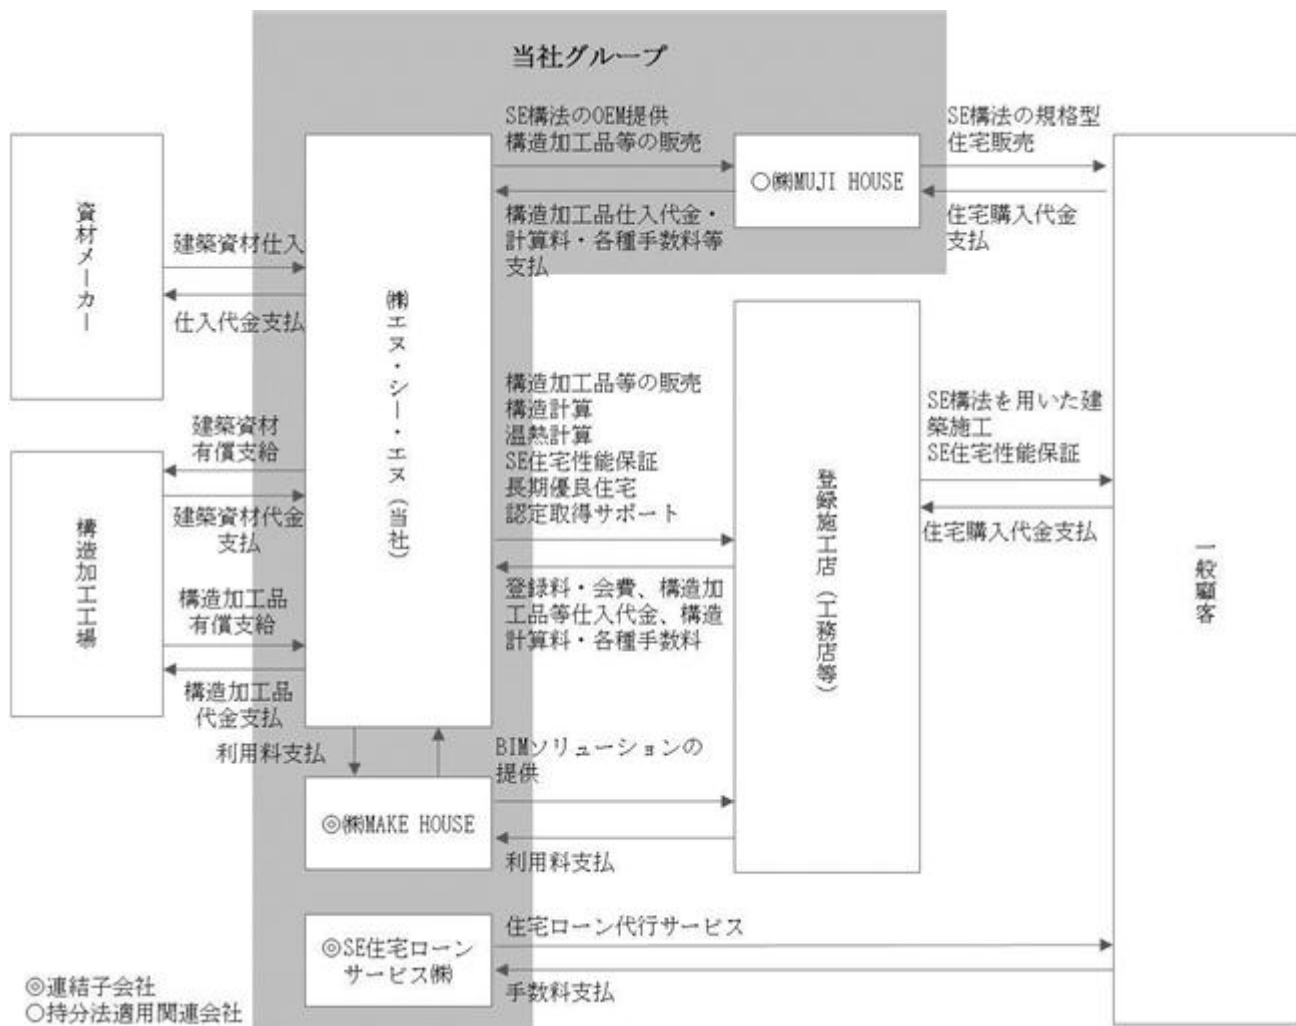 当社グループ
SE構法のOEM提供
構造加工品等の販売
SE構法の規格型
住宅販売
○㈱MUJI HOUSE
構造加工品仕入代金・
計算料・各種手数料等
支払
住宅購入代金
支払
資材メーカー
建築資材仕入
仕入代金支払
㈱エヌ・シー・エヌ（当社）
構造加工品等の販売
構造計算
温熱計算
SE住宅性能保証
長期優良住宅
認定取得サポート
登録料・会費、構造加
工品等仕入代金、構造
計算料・各種手数料
登録施工店（工務店等）
SE構法を用いた建
築施工
SE住宅性能保証
住宅購入代金支払
一般顧客
建築資材
有償支給
建築資材代金
支払
構造加工工場
構造加工品
有償支給
構造加工品
代金支払
利用料支払
BIMソリューションの
提供
◎㈱MAKE HOUSE
利用料支払
◎SE住宅ローン
サービス㈱
住宅ローン代行サービス
手数料支払
◎連結子会社
○持分法適用関連会社